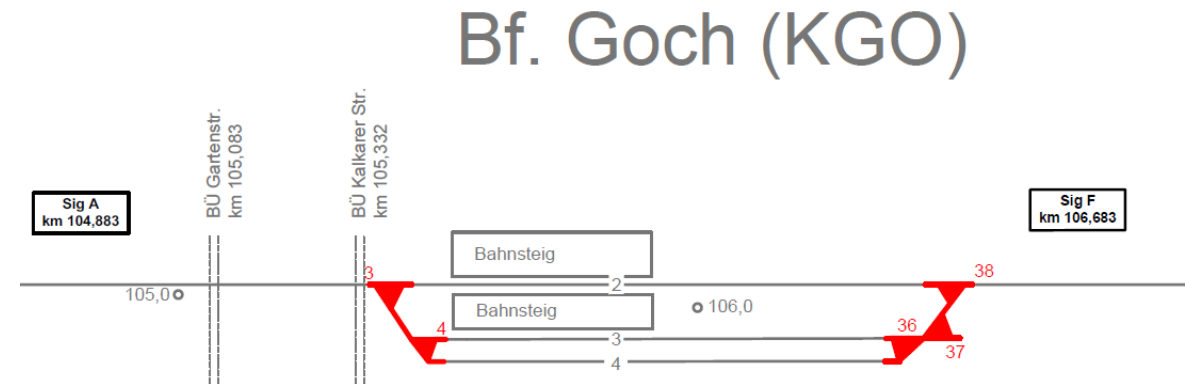 Bf. Goch (KGO)
BÜ Gartenstr.
km 105,083
BÜ Kalkarer Str.
km 105,332
Sig A
km 104,883
Sig F
km 106,683
Bahnsteig
3
2
38
105,0
Bahnsteig
106,0
4
3
36
37
4